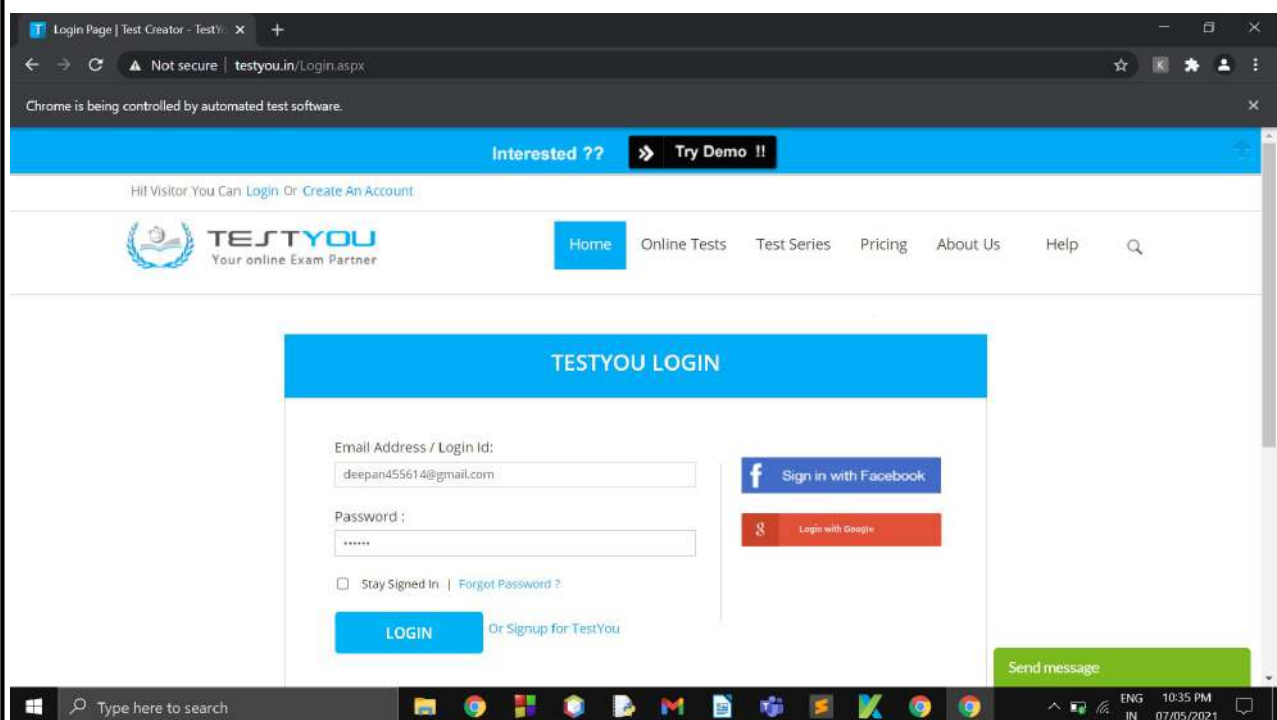 Login Page | Test Creator - TestYo
Not secure | testyou.in/Login.aspx
Chrome is being controlled by automated test software.
Interested ?? Try Demo !!
Hi! Visitor You Can Login Or Create An Account
TESTYOU
Your online Exam Partner
Home Online Tests Test Series Pricing About Us Help
TESTYOU LOGIN
Email Address / Login Id:
deepan455614@gmail.com
Sign in with Facebook
Password :
••••••
Login with Google
Stay Signed In | Forgot Password ?
LOGIN Or Signup for TestYou
Send message
Type here to search
ENG 10:35 PM
IN 07/05/2021